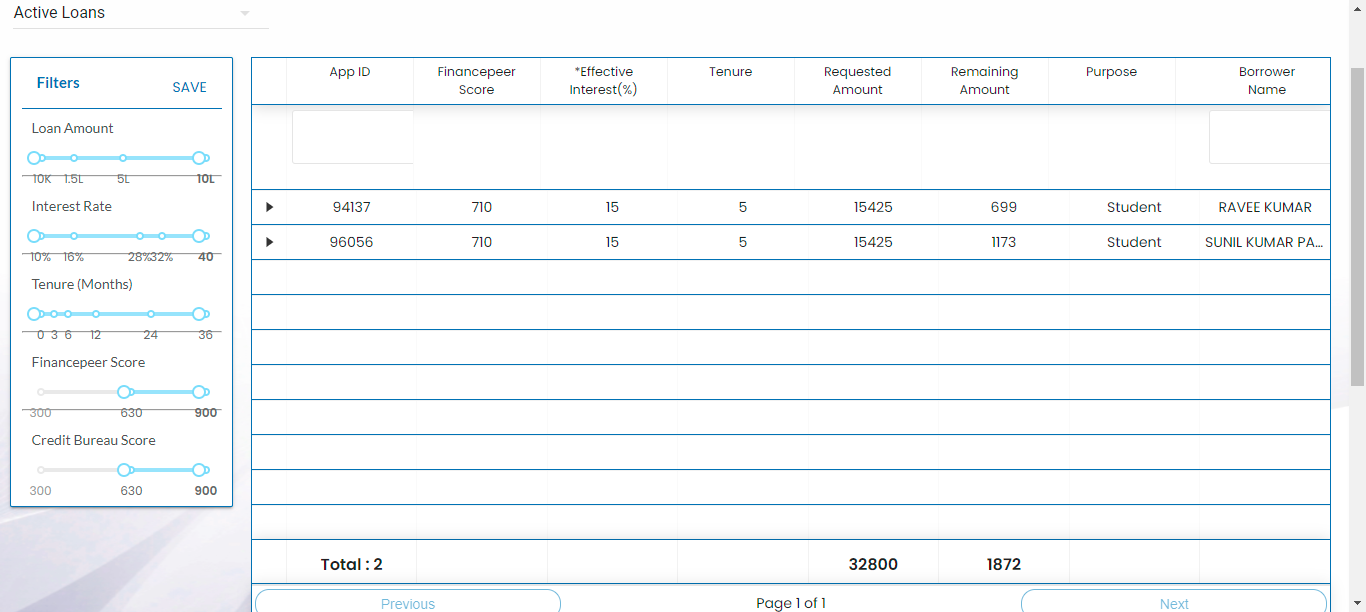 Active Loans
Filters
SAVE
Loan Amount
10K 1.5L 5L 10L
Interest Rate
10% 16% 28% 32% 40
Tenure (Months)
0 3 6 12 24 36
Financepeer Score
300 630 900
Credit Bureau Score
300 630 900
App ID Financepeer Score *Effective Interest(%) Tenure Requested Amount Remaining Amount Purpose Borrower Name
94137 710 15 5 15425 699 Student RAVEE KUMAR
96056 710 15 5 15425 1173 Student SUNIL KUMAR PA...
Total : 2 32800 1872
Previous Page 1 of 1 Next